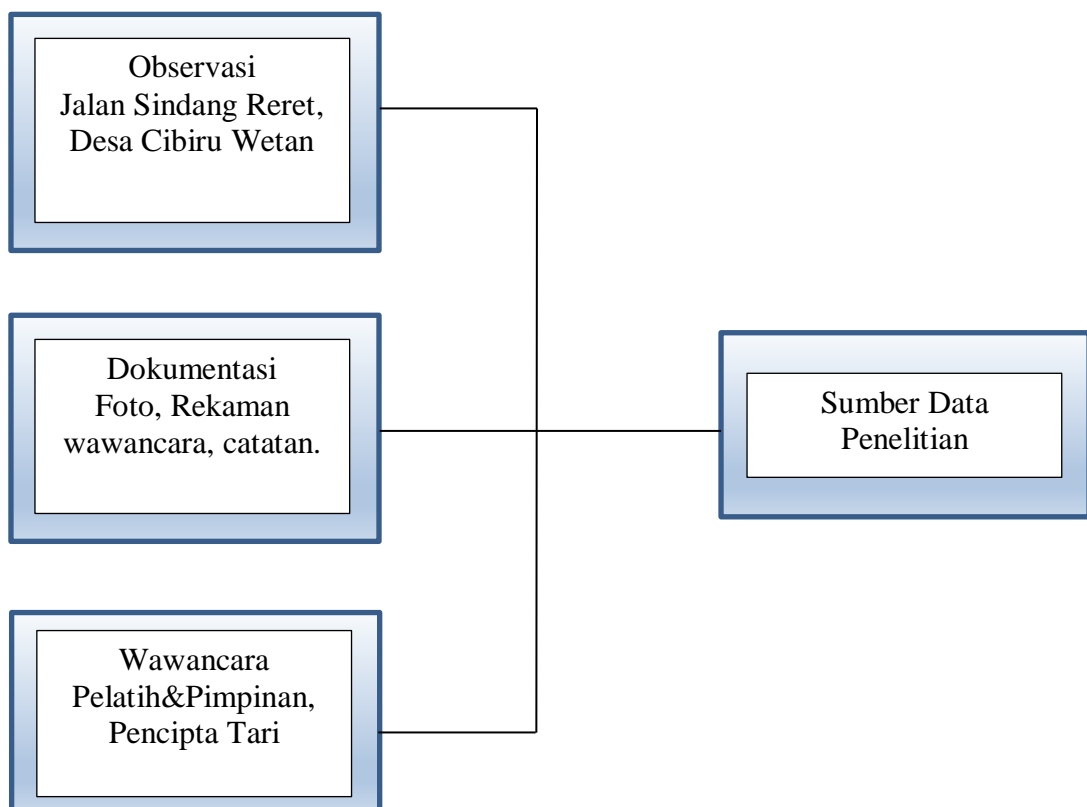 Observasi
Jalan Sindang Reret,
Desa Cibiru Wetan
Dokumentasi
Foto, Rekaman
wawancara, catatan.
Wawancara
Pelatih&Pimpinan,
Pencipta Tari
Sumber Data
Penelitian